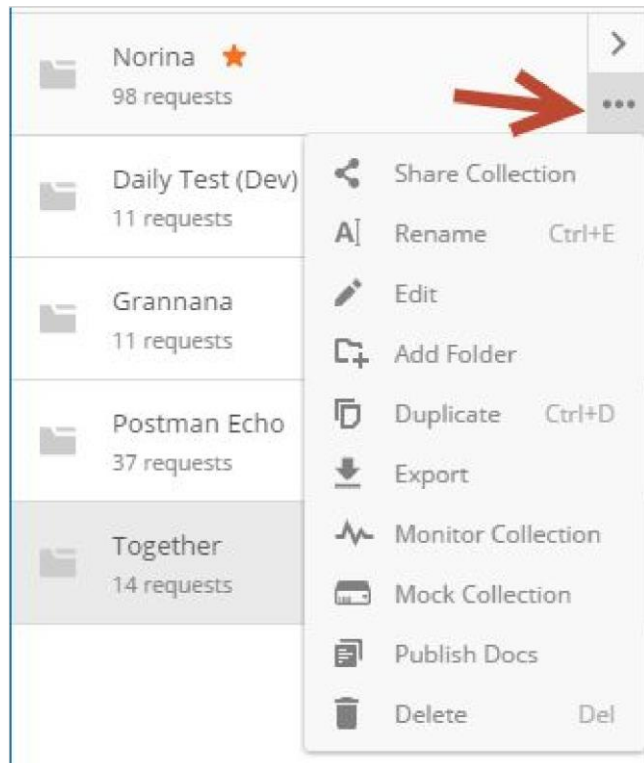 Norina
98 requests
Daily Test (Dev)
11 requests
Grannana
11 requests
Postman Echo
37 requests
Together
14 requests
Share Collection
Rename Ctrl+E
Edit
Add Folder
Duplicate Ctrl+D
Export
Monitor Collection
Mock Collection
Publish Docs
Delete Del